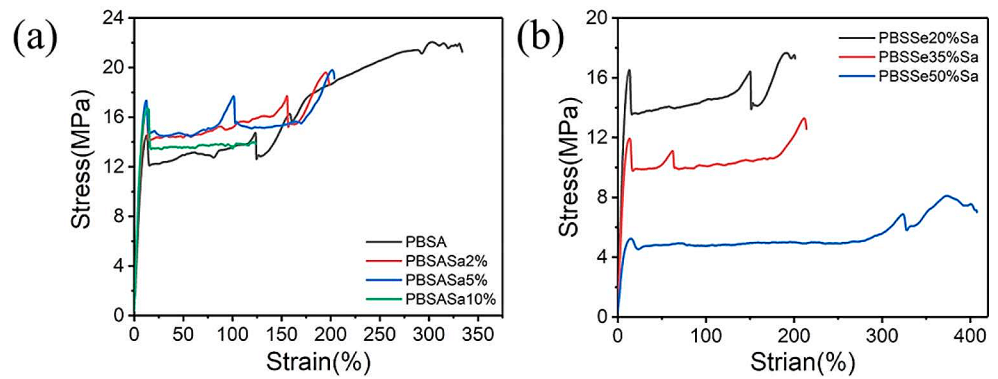 (a)
Stress(MPa)
24
20
16
12
8
4
0
0 50 100 150 200 250 300 350
Strain(%)
PBSA
PBSASa2%
PBSASa5%
PBSASa10%
(b)
Stress(MPa)
20
16
12
8
4
0
0 100 200 300 400
Strian(%)
PBSSe20%Sa
PBSSe35%Sa
PBSSe50%Sa